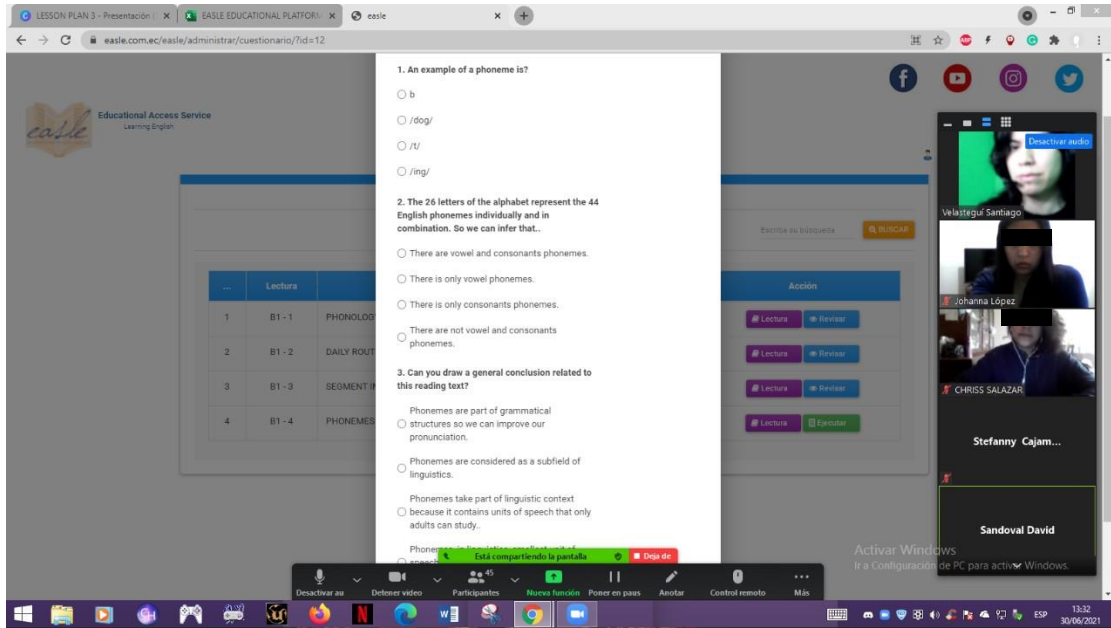 LESSON PLAN 3 - Presentación (
EASLE EDUCATIONAL PLATFORM
easle
easle.com.ec/easle/administrar/cuestionario/?id=12
ABP
easle
Educational Access Service
Learning English
Escriba su búsqueda
BUSCAR
... Lectura Acción
1 B1 - 1 PHONOLOG Lectura Revisar
2 B1 - 2 DAILY ROUT Lectura Revisar
3 B1 - 3 SEGMENT I Lectura Revisar
4 B1 - 4 PHONEMES Lectura Ejecutar
1. An example of a phoneme is?
b
/dog/
/t/
/ing/
2. The 26 letters of the alphabet represent the 44
English phonemes individually and in
combination. So we can infer that..
There are vowel and consonants phonemes.
There is only vowel phonemes.
There is only consonants phonemes.
There are not vowel and consonants
phonemes.
3. Can you draw a general conclusion related to
this reading text?
Phonemes are part of grammatical
structures so we can improve our
pronunciation.
Phonemes are considered as a subfield of
linguistics.
Phonemes take part of linguistic context
because it contains units of speech that only
adults can study..
Desactivar audio
Velasteguí Santiago
Johanna López
CHRISS SALAZAR
Stefanny Cajam...
Sandoval David
Está compartiendo la pantalla
Deja de
Activar Windows
Ir a Configuración de PC para activar Windows.
Desactivar au
Detener video
45
Participantes
Nueva función
Poner en paus
Anotar
Control remoto
Más
ESP
13:32
30/06/2021